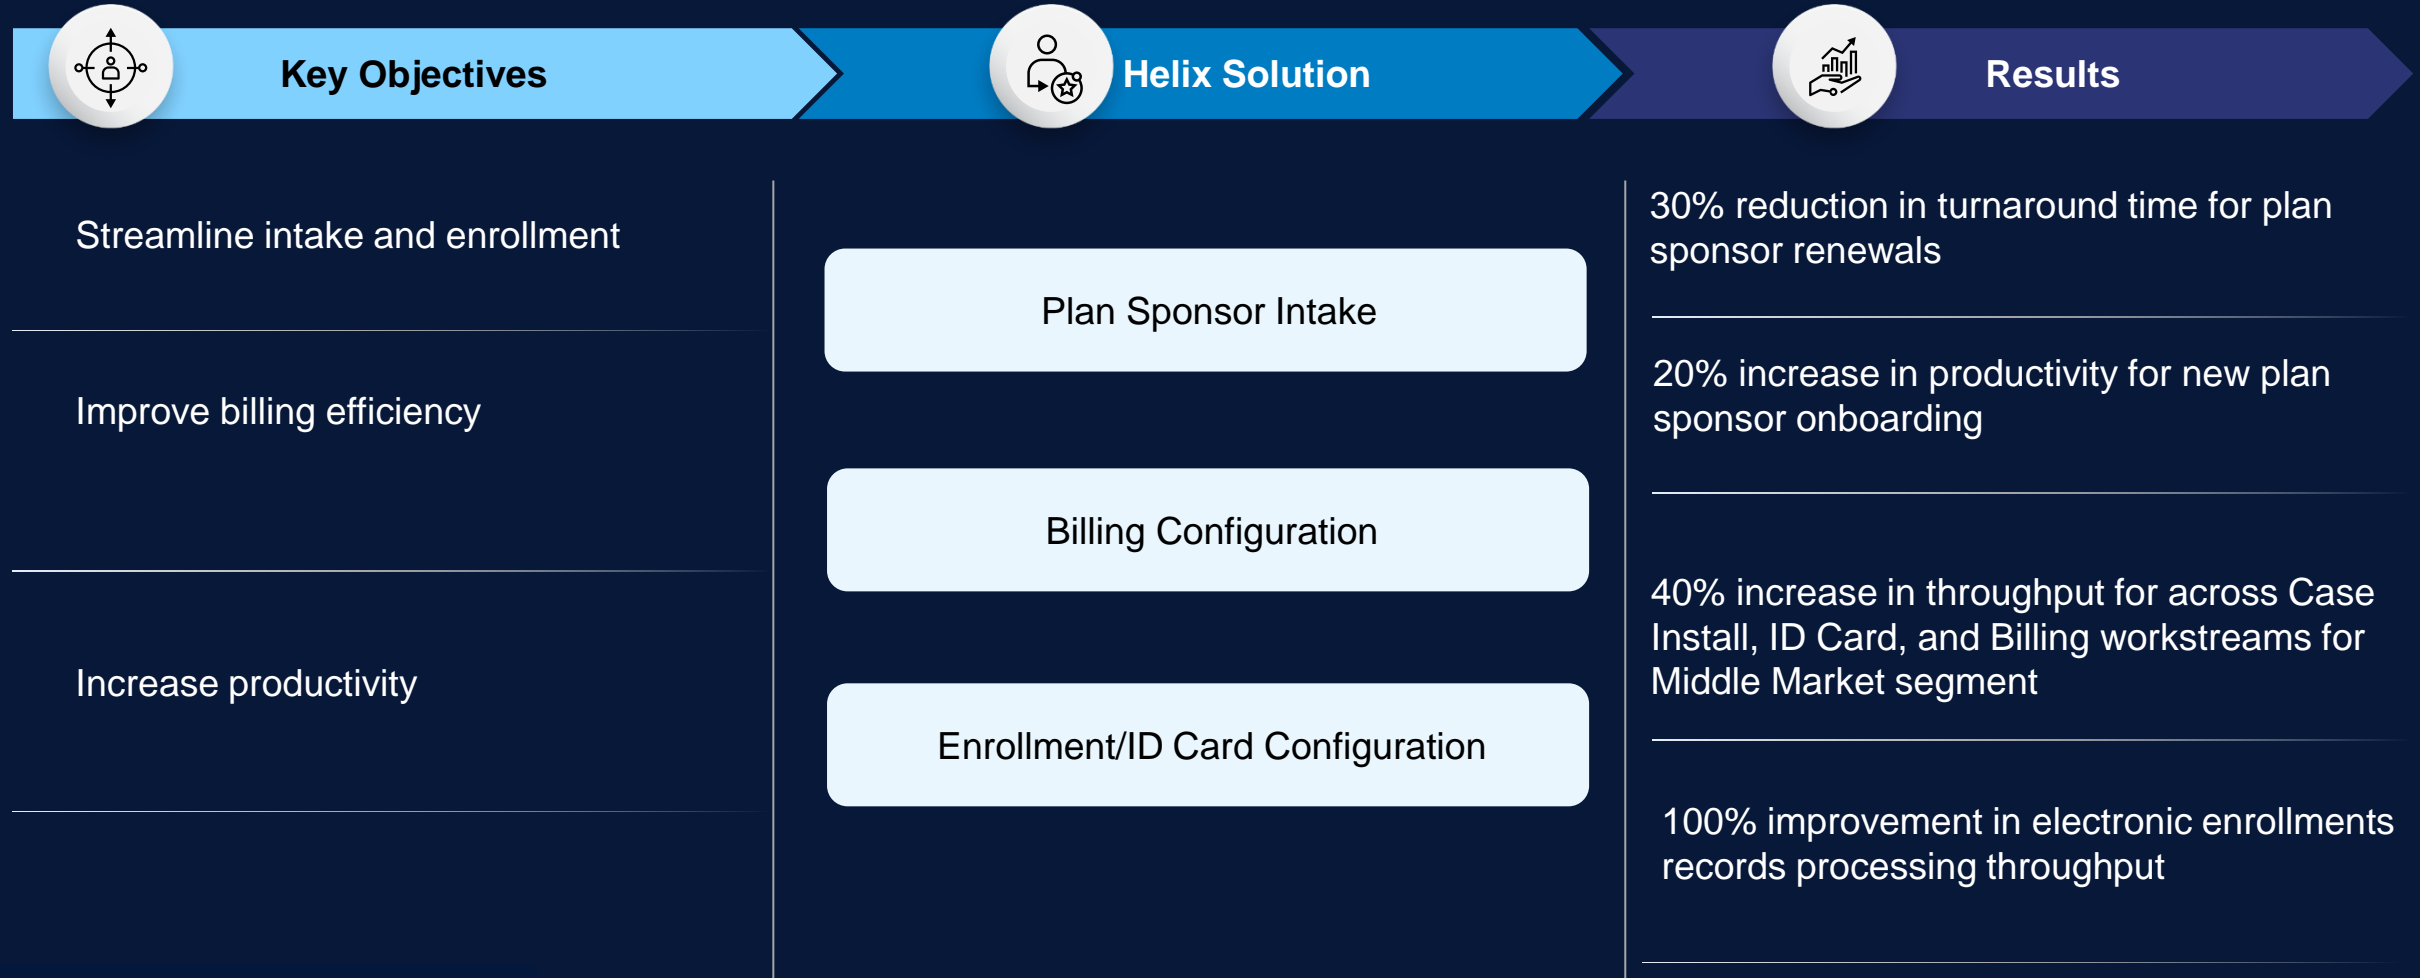 Key Objectives
Helix Solution
Results
Streamline intake and enrollment
Improve billing efficiency
Increase productivity
Plan Sponsor Intake
Billing Configuration
Enrollment/ID Card Configuration
30% reduction in turnaround time for plan
sponsor renewals
20% increase in productivity for new plan
sponsor onboarding
40% increase in throughput for across Case
Install, ID Card, and Billing workstreams for
Middle Market segment
100% improvement in electronic enrollments
records processing throughput